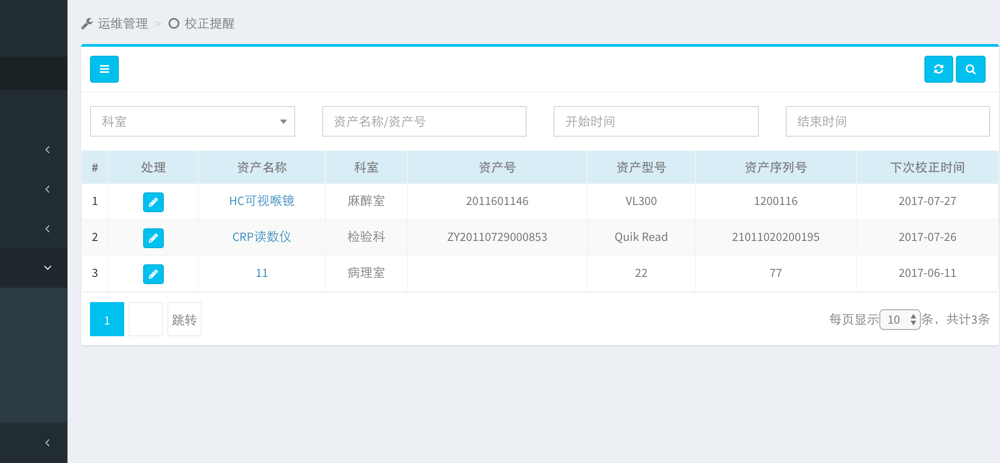 运维管理 > 校正提醒
科室 资产名称/资产号 开始时间 结束时间
# 处理 资产名称 科室 资产号 资产型号 资产序列号 下次校正时间
1 HC可视喉镜 麻醉室 2011601146 VL300 1200116 2017-07-27
2 CRP读数仪 检验科 ZY20110729000853 Quik Read 21011020200195 2017-07-26
3 11 病理室 22 77 2017-06-11
1 跳转 每页显示 10 条，共计3条